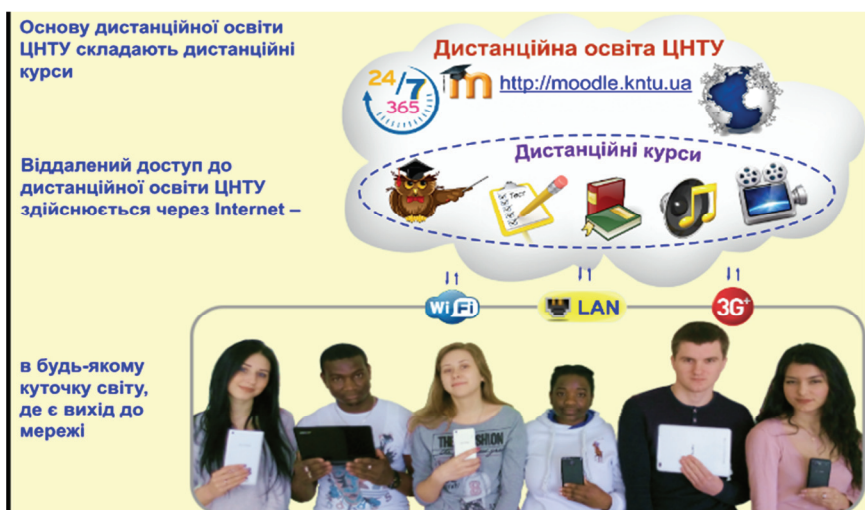 Основу дистанційної освіти
ЦНТУ складають дистанційні
курси
Дистанційна освіта ЦНТУ
24/7
365
m
http://moodle.kntu.ua
Дистанційні курси
Тест
Віддалений доступ до
дистанційної освіти ЦНТУ
здійснюється через Internet –
Wi Fi
LAN
3G+
в будь-якому
куточку світу,
де є вихід до
мережі
THE FASHION